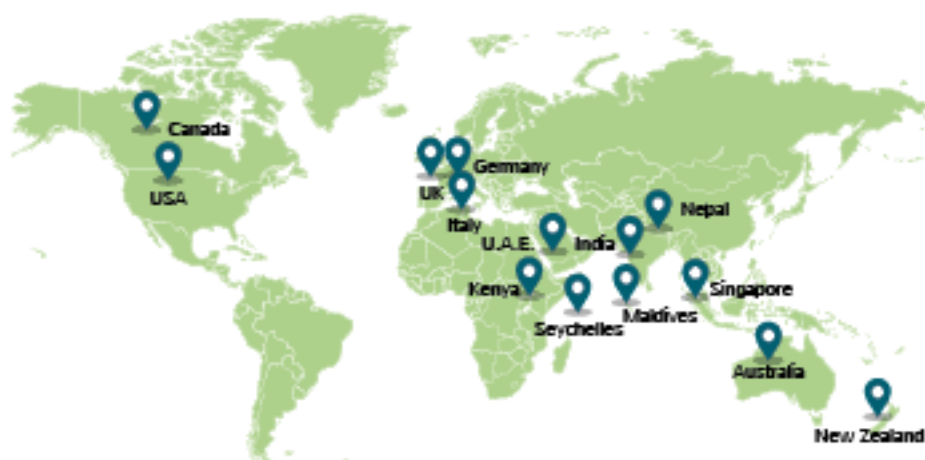 Canada
USA
Germany
UK
Italy
Nepal
U.A.E.
India
Kenya
Singapore
Seychelles
Maldives
Australia
New Zealand